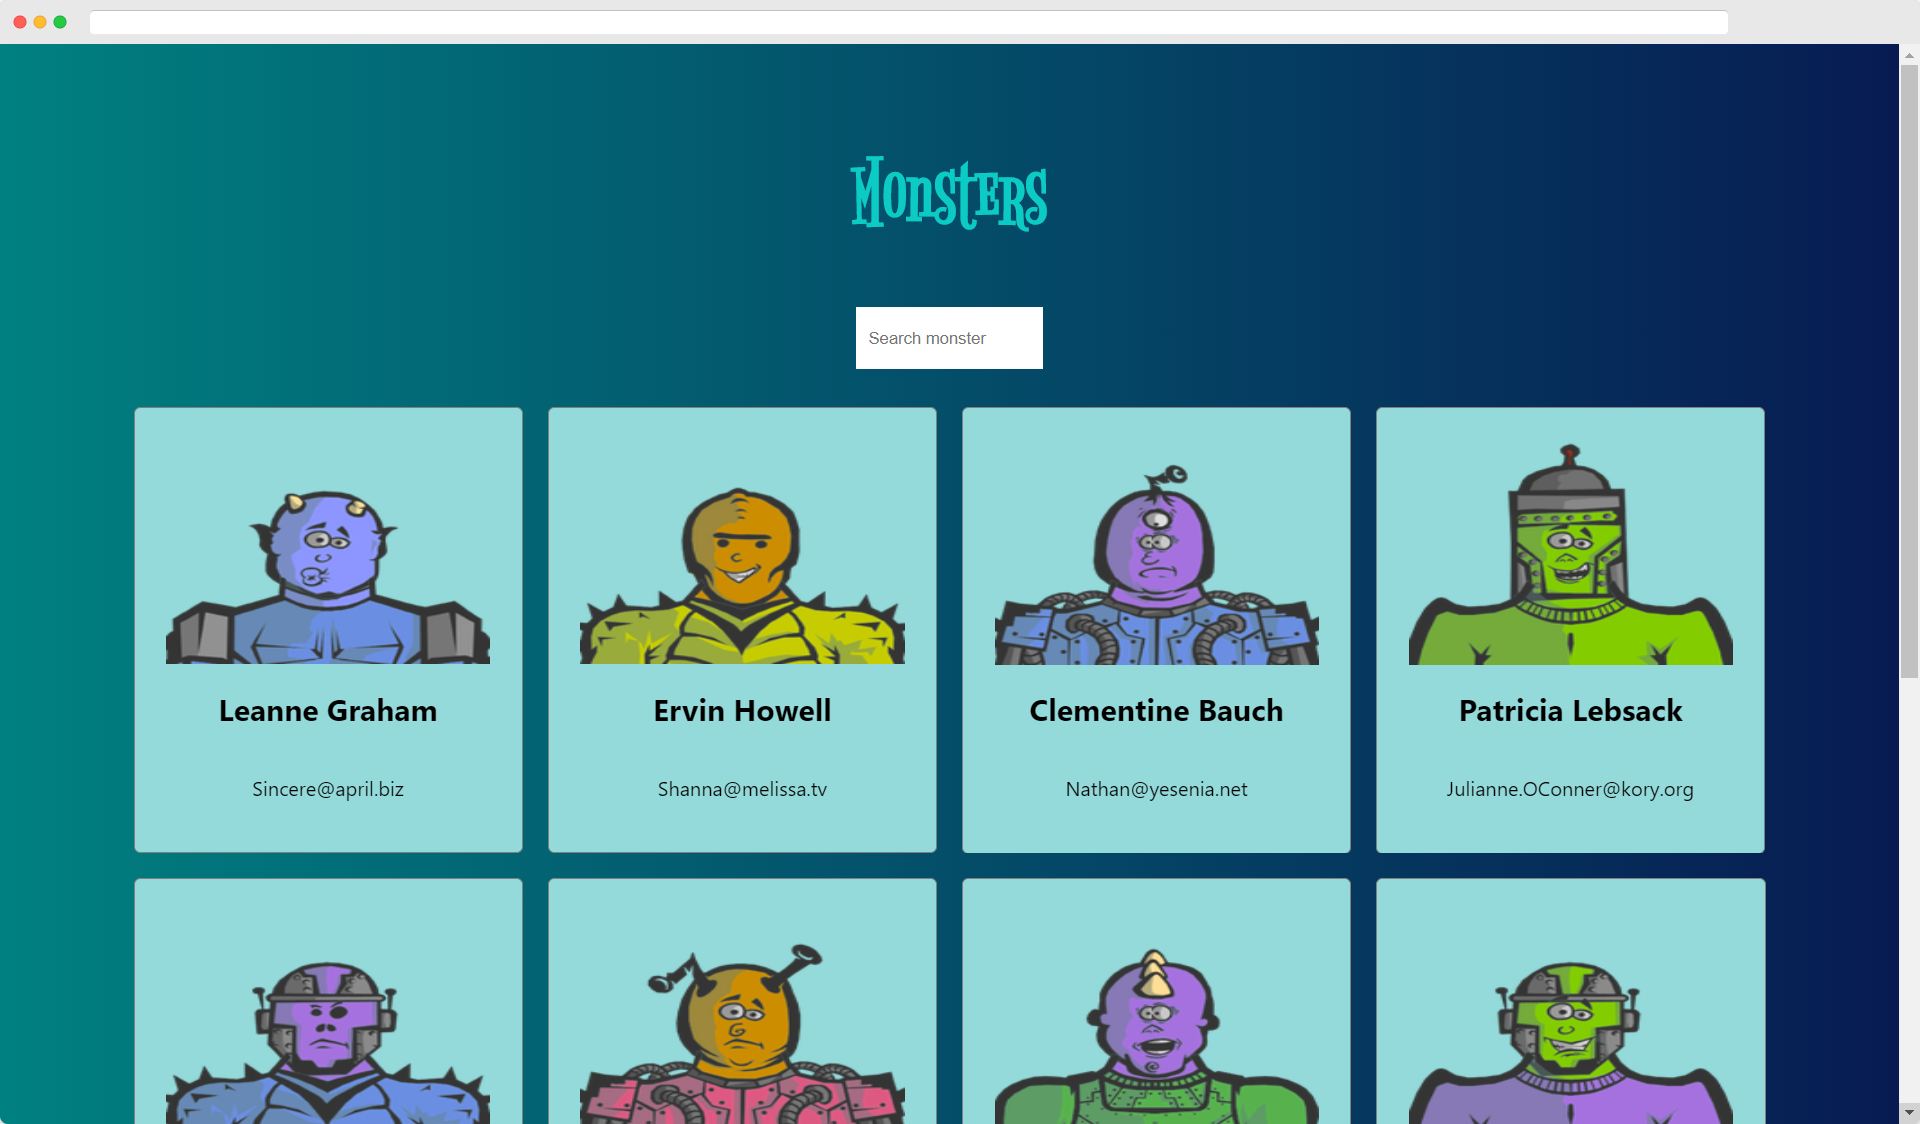 Monsters
Search monster
Leanne Graham
Ervin Howell
Clementine Bauch
Patricia Lebsack
Sincere@april.biz
Shanna@melissa.tv
Nathan@yesenia.net
Julianne.OConner@kory.org